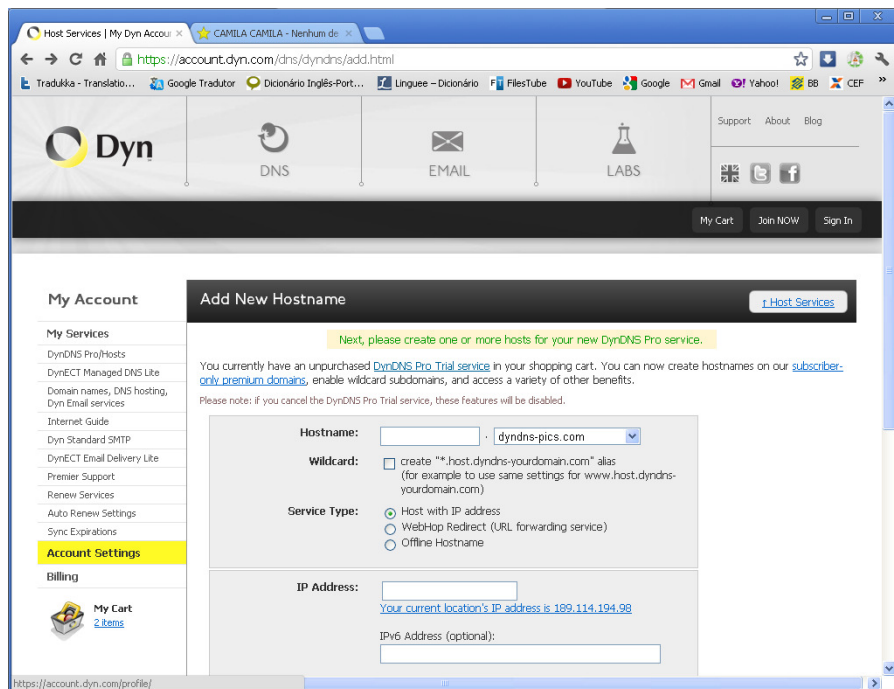 Host Services | My Dyn Accou
CAMILA CAMILA - Nenhum de
https://account.dyn.com/dns/dyndns/add.html
Tradukka - Translatio...
Google Tradutor
Dicionário Inglês-Port...
Linguee – Dicionário
FilesTube
YouTube
Google
Gmail
Yahoo!
BB
CEF
»
Dyn
DNS
EMAIL
LABS
Support About Blog
My Cart
Join NOW
Sign In
My Account
My Services
DynDNS Pro/Hosts
DynECT Managed DNS Lite
Domain names, DNS hosting,
Dyn Email services
Internet Guide
Dyn Standard SMTP
DynECT Email Delivery Lite
Premier Support
Renew Services
Auto Renew Settings
Sync Expirations
Account Settings
Billing
My Cart
2 items
Add New Hostname
↑ Host Services
Next, please create one or more hosts for your new DynDNS Pro service.
You currently have an unpurchased DynDNS Pro Trial service in your shopping cart. You can now create hostnames on our subscriber-
only premium domains, enable wildcard subdomains, and access a variety of other benefits.
Please note: if you cancel the DynDNS Pro Trial service, these features will be disabled.
Hostname: . dyndns-pics.com
Wildcard: create "*.host.dyndns-yourdomain.com" alias
(for example to use same settings for www.host.dyndns-
yourdomain.com)
Service Type: Host with IP address
WebHop Redirect (URL forwarding service)
Offline Hostname
IP Address:
Your current location's IP address is 189.114.194.98
IPv6 Address (optional):
https://account.dyn.com/profile/